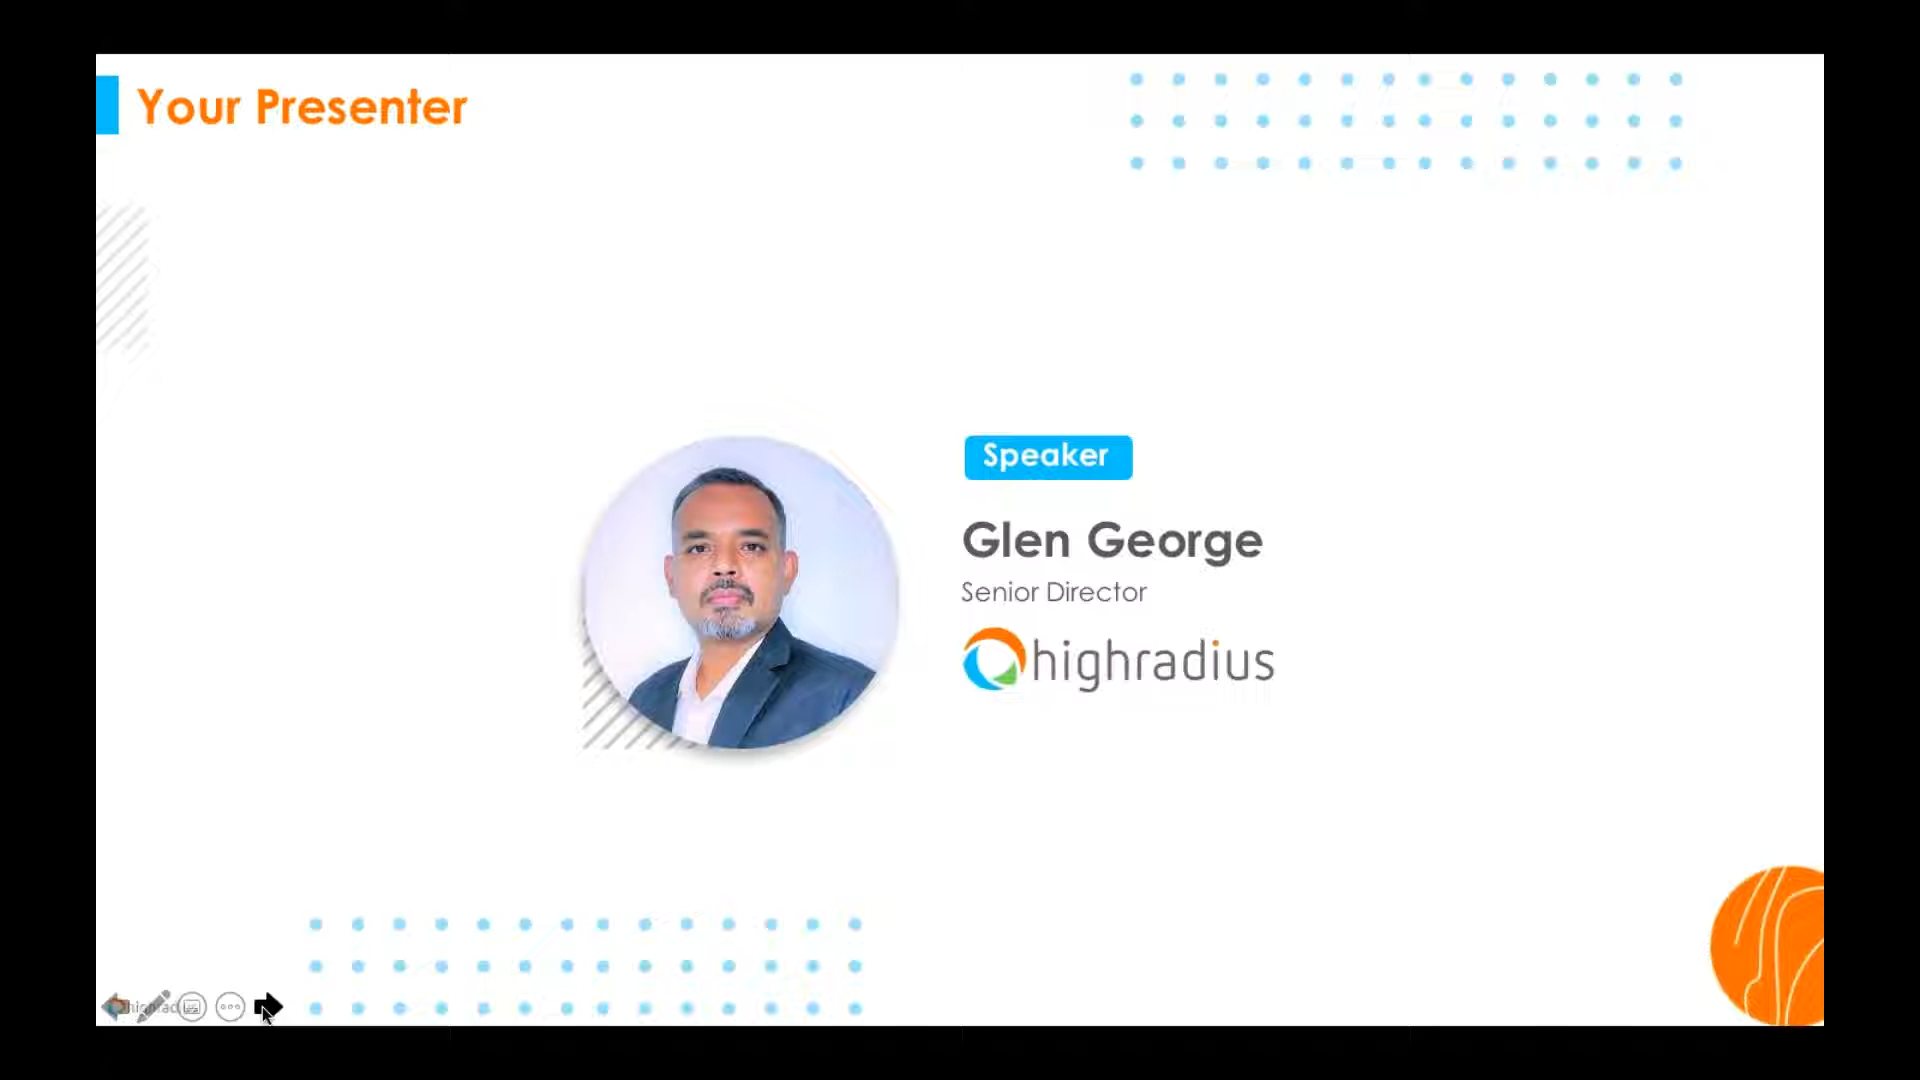 Your Presenter
Speaker
Glen George
Senior Director
highradius